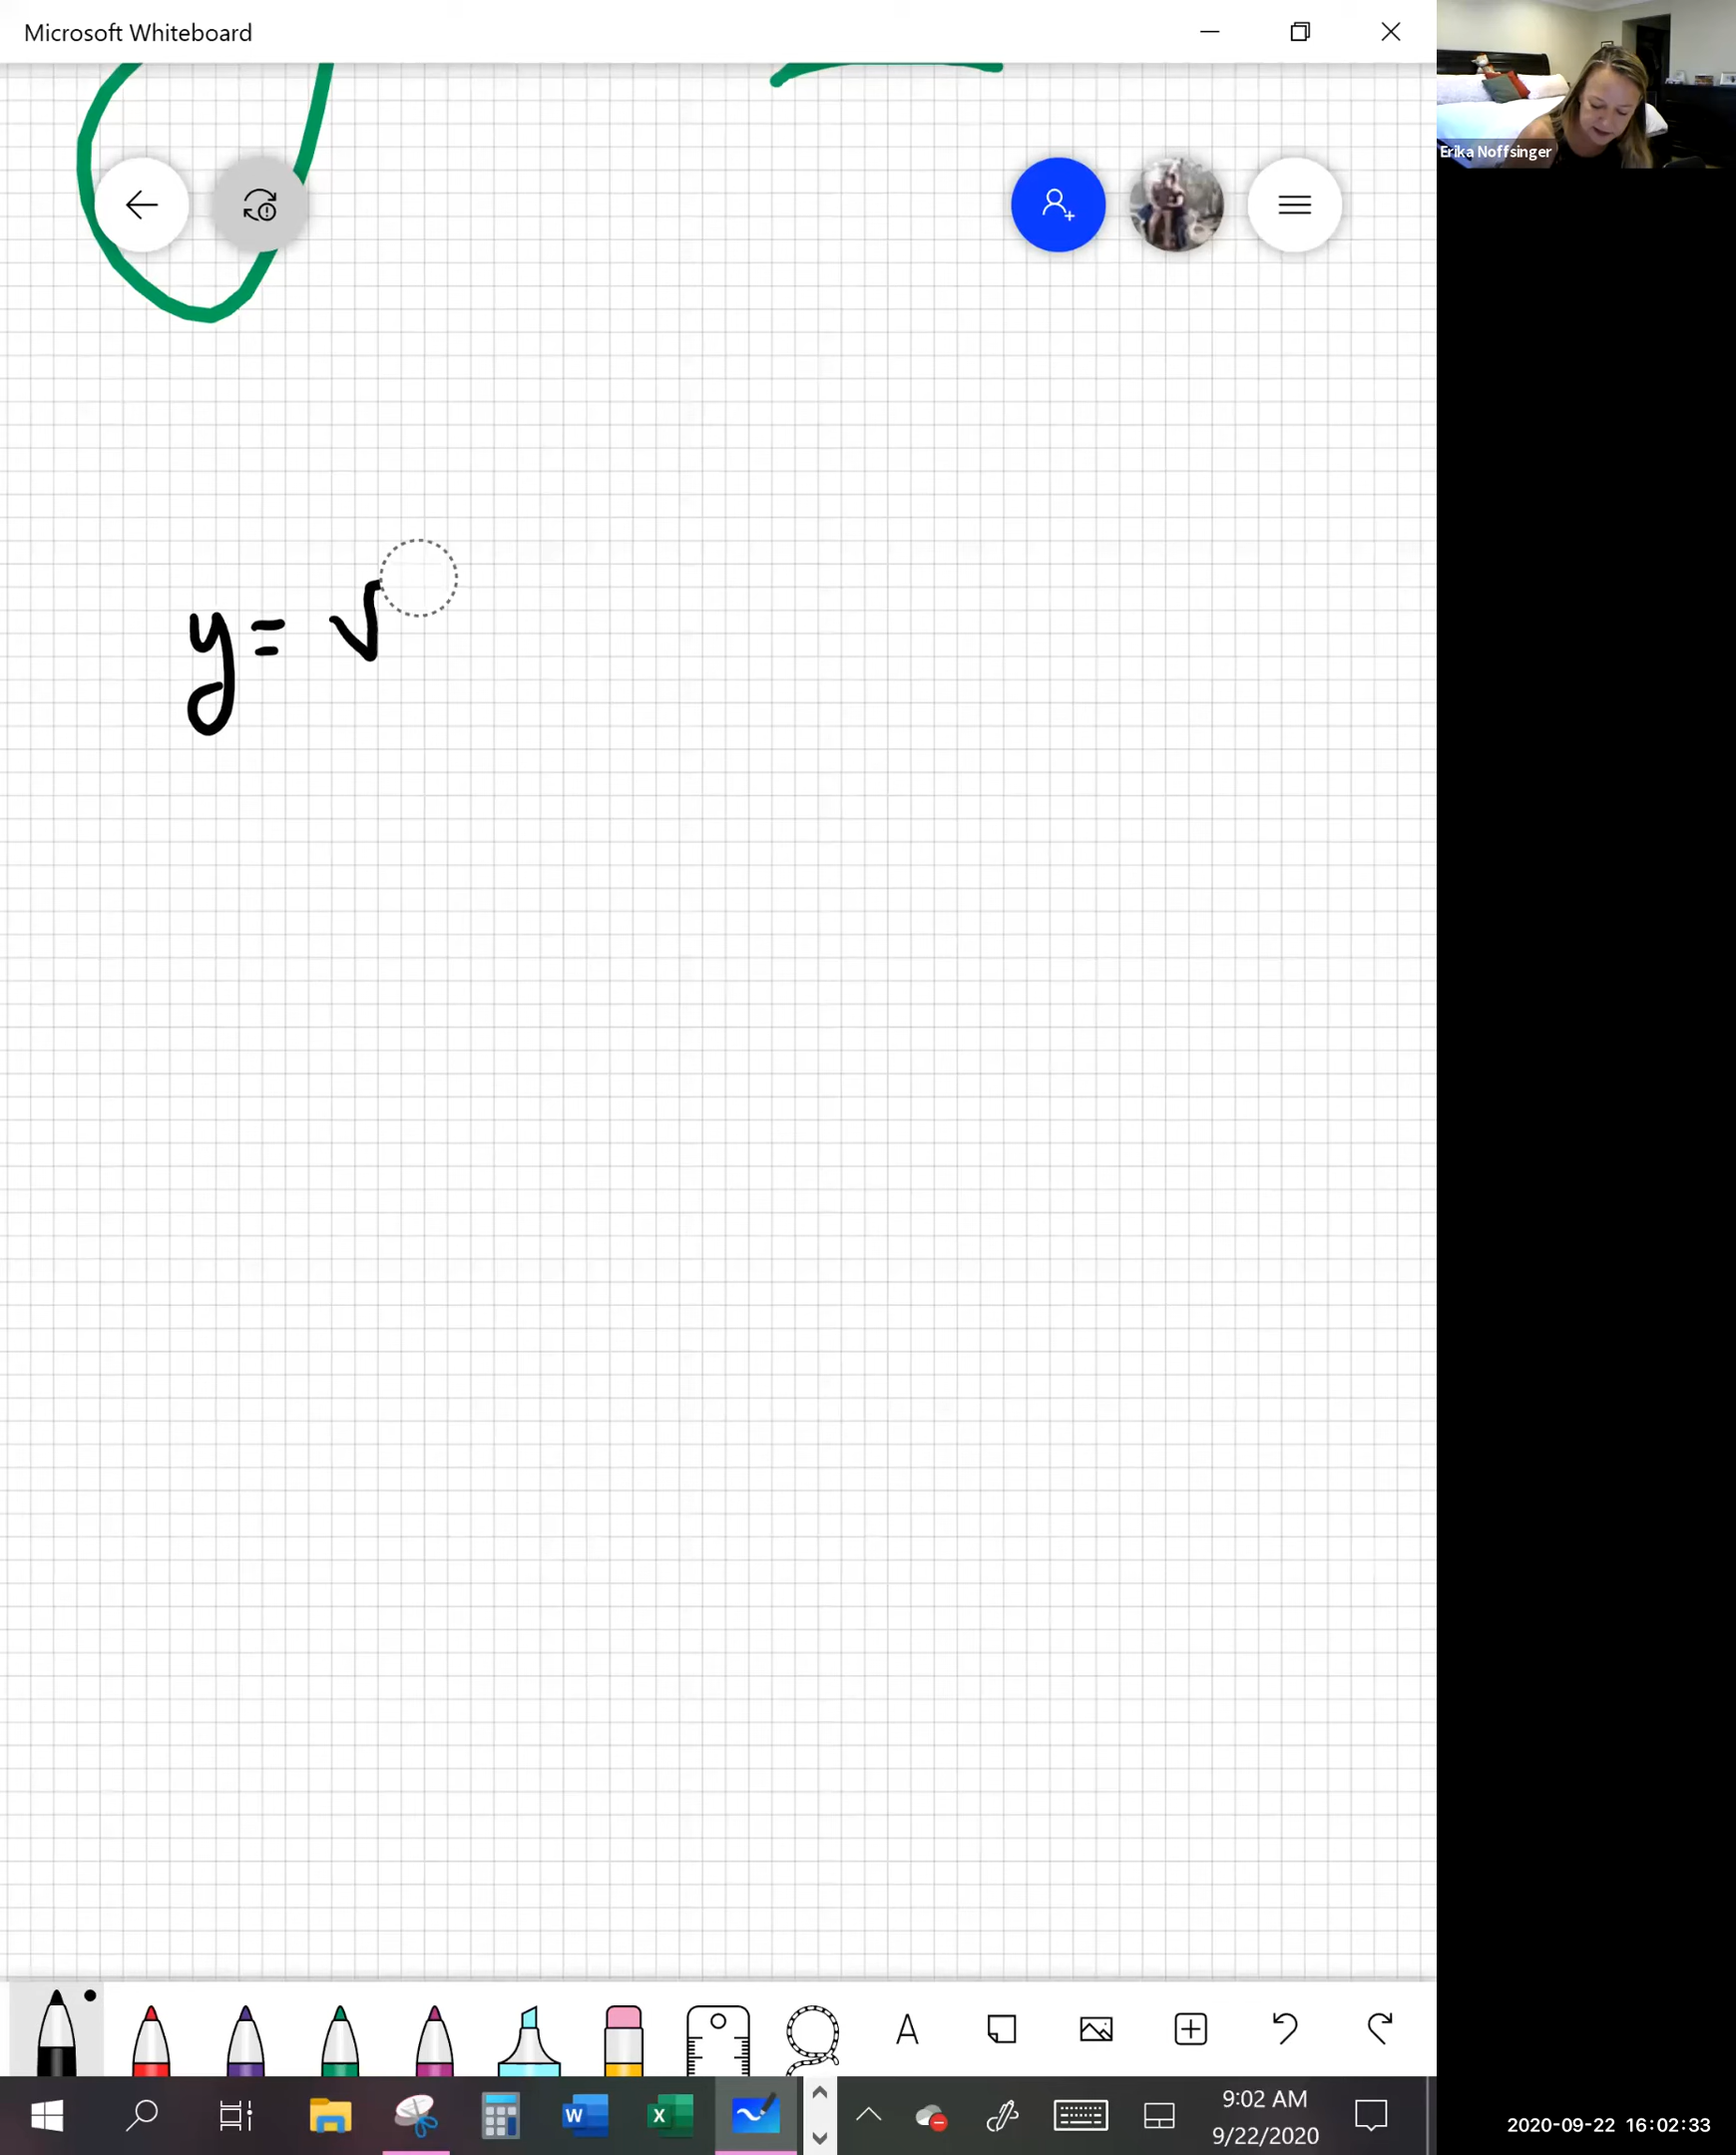 Microsoft Whiteboard
Erika Noffsinger
y= √
A
W
X
9:02 AM
9/22/2020
2020-09-22 16:02:33